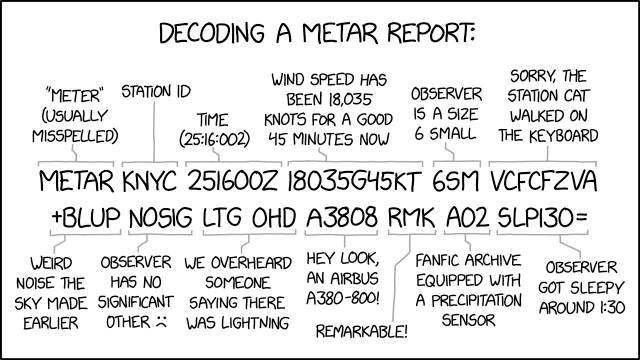 DECODING A METAR REPORT:
"METER"
(USUALLY
MISSPELLED)
STATION ID
TIME
(25:16:002)
WIND SPEED HAS
BEEN 18,035
KNOTS FOR A GOOD
45 MINUTES NOW
OBSERVER
IS A SIZE
6 SMALL
SORRY, THE
STATION CAT
WALKED ON
THE KEYBOARD
METAR KNYC 251600Z 18035G45KT 6SM VCFCFZVA
+BLUP NOSIG LTG OHD A3808 RMK AO2 SLP130=
WEIRD
NOISE THE
SKY MADE
EARLIER
OBSERVER
HAS NO
SIGNIFICANT
OTHER :(
WE OVERHEARD
SOMEONE
SAYING THERE
WAS LIGHTNING
HEY LOOK,
AN AIRBUS
A380-800!
REMARKABLE!
FANFIC ARCHIVE
EQUIPPED WITH
A PRECIPITATION
SENSOR
OBSERVER
GOT SLEEPY
AROUND 1:30